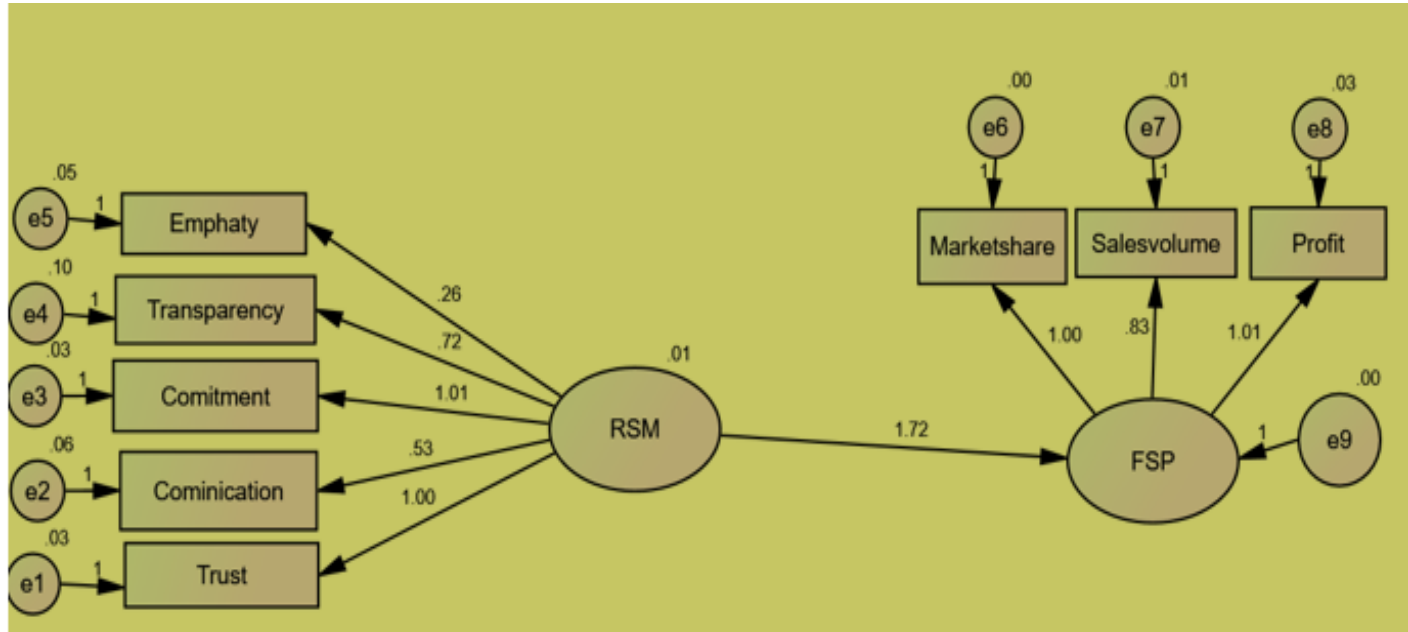 .00
.01
.03
e6
e7
e8
1
1
1
Marketshare
Salesvolume
Profit
1.00
.83
1.01
.05
e5
1
Emphaty
.10
e4
1
Transparency
.03
e3
1
Comitment
.06
e2
1
Cominication
.03
e1
1
Trust
.26
.72
1.01
.53
1.00
.01
RSM
1.72
FSP
1
.00
e9